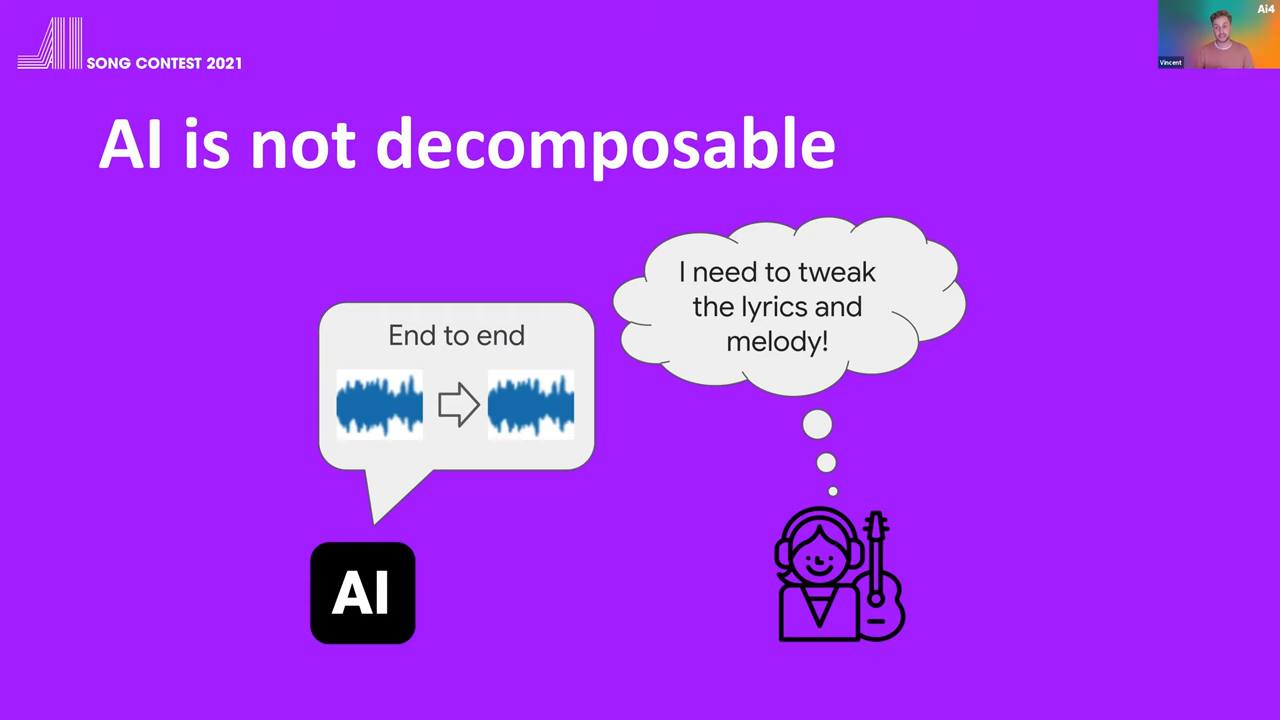 AI SONG CONTEST 2021
Ai4
Vincent
AI is not decomposable
I need to tweak
the lyrics and
melody!
End to end
AI